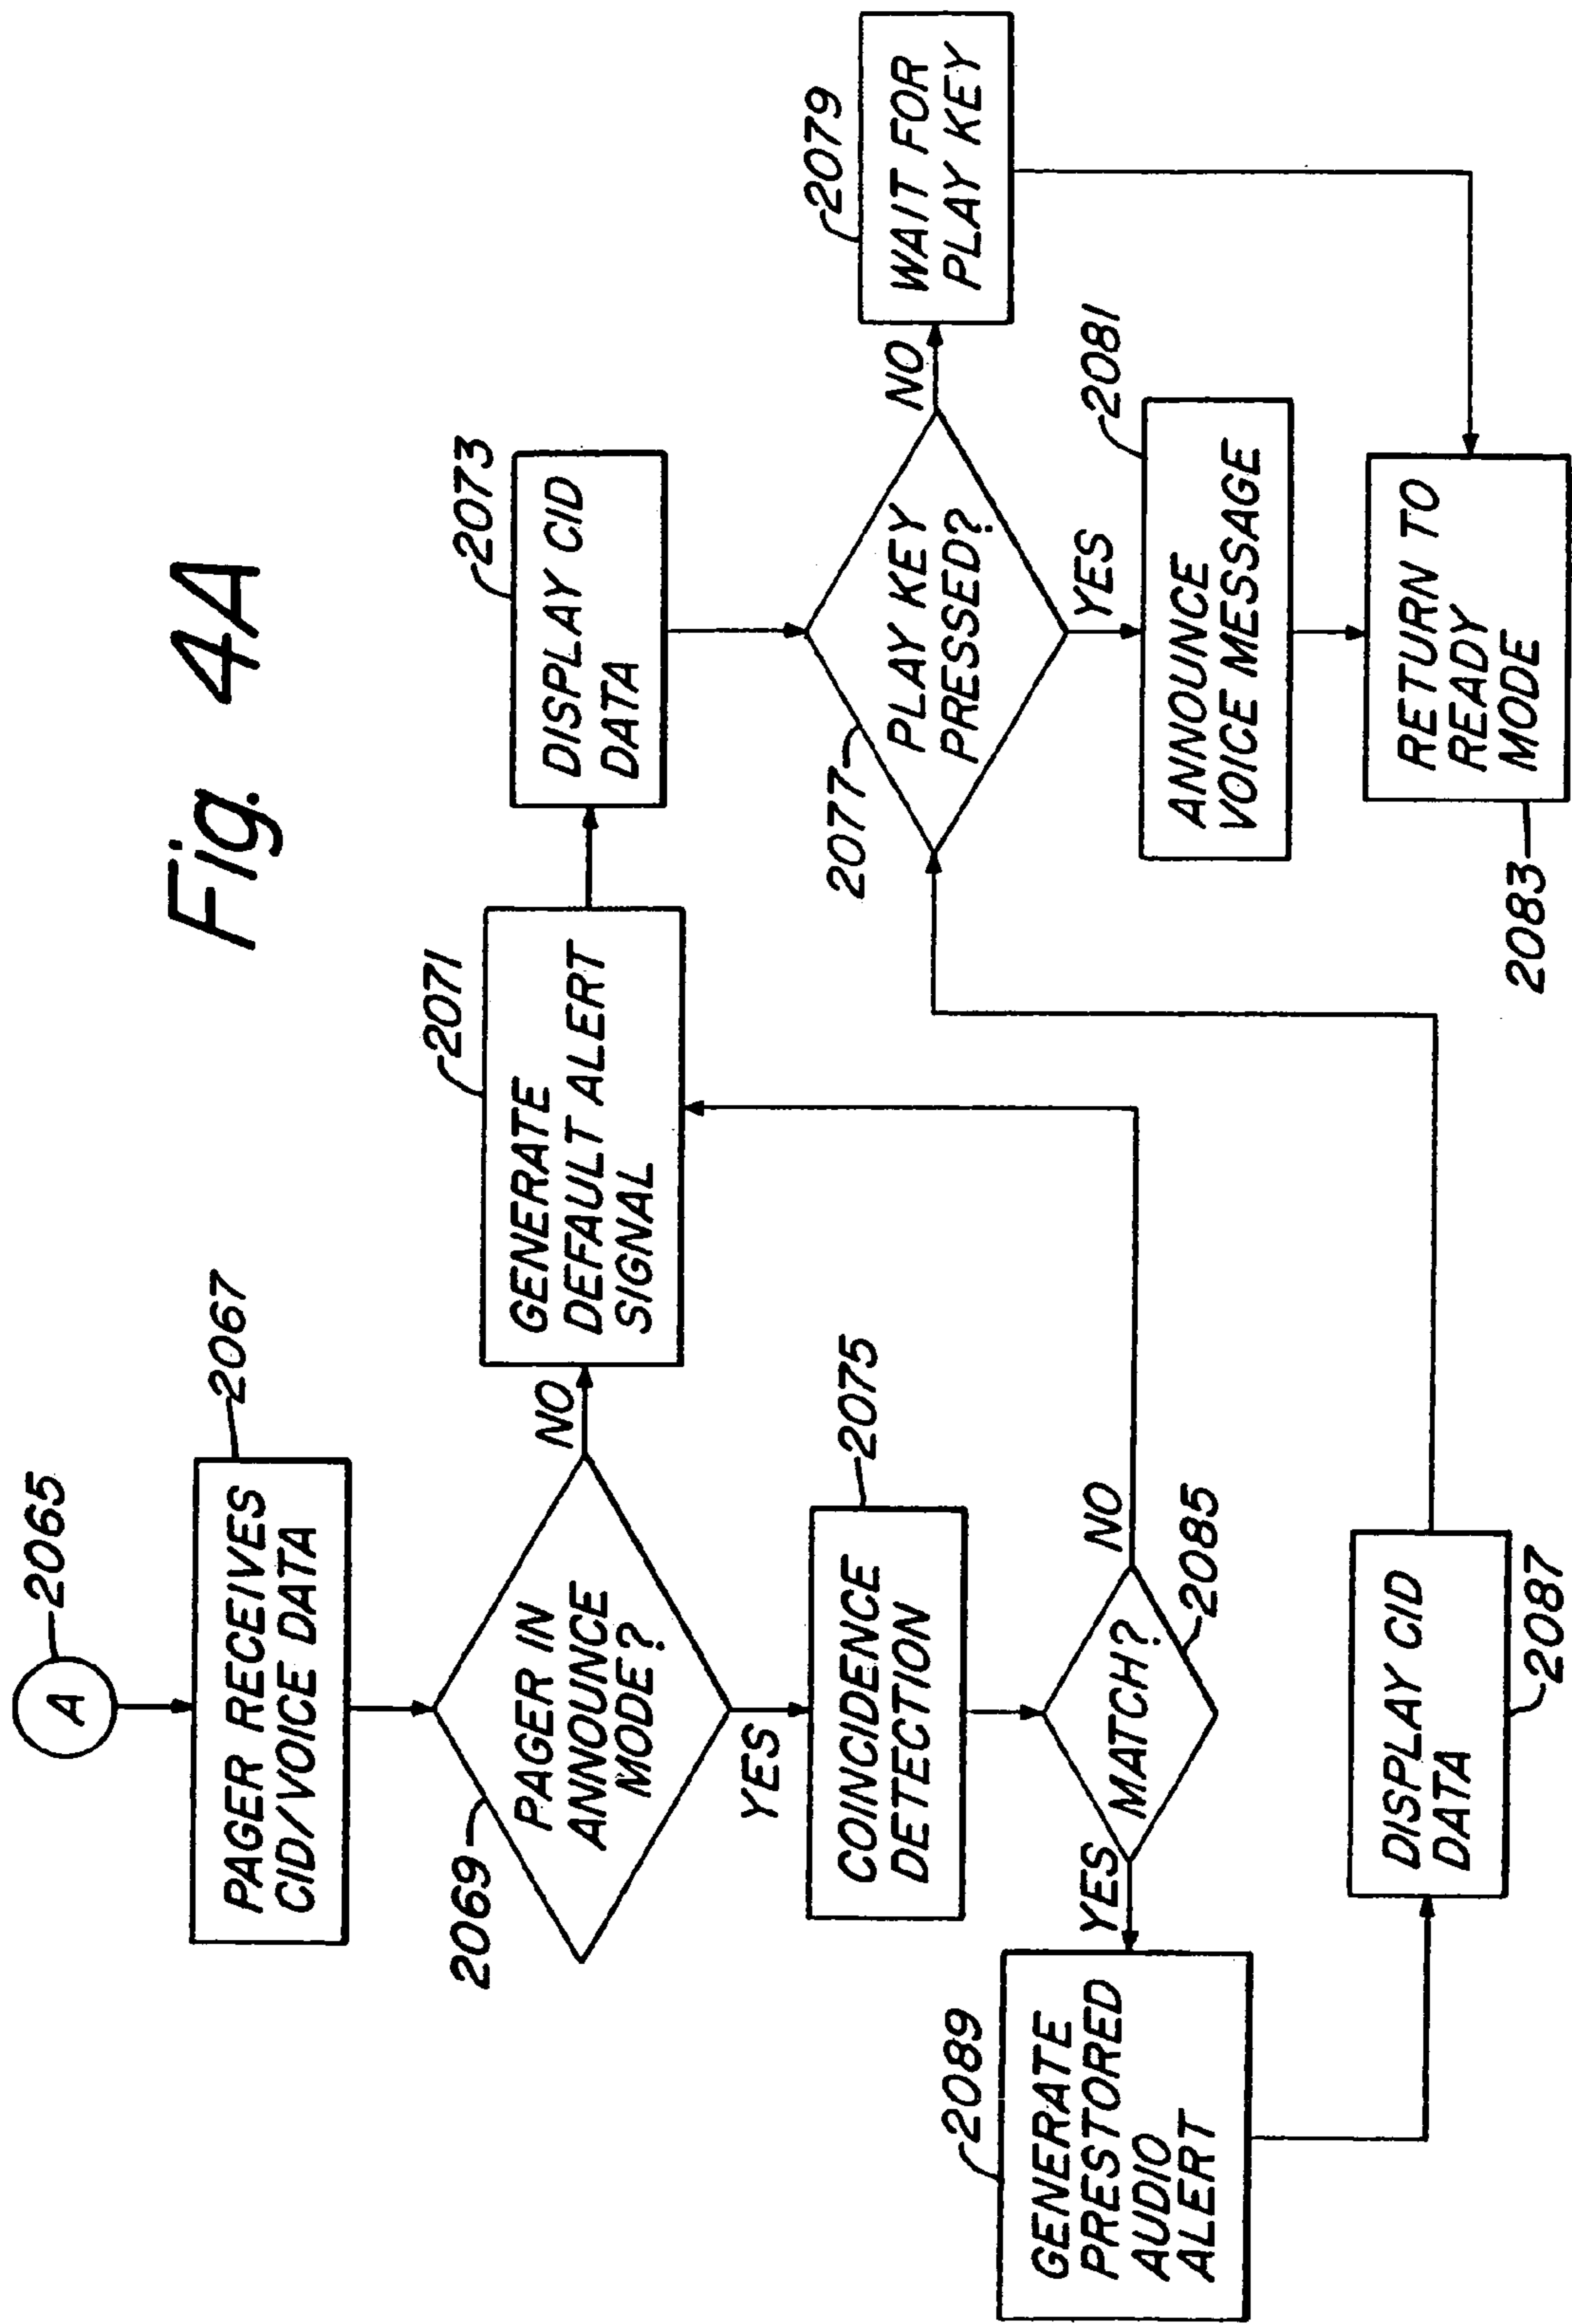 Fig. 4A
A
2065
PAGER RECEIVES
CID/VOICE DATA
2067
2069
PAGER IN
ANNOUNCE
MODE?
NO
YES
GENERATE
DEFAULT ALERT
SIGNAL
2071
DISPLAY CID
DATA
2073
COINCIDENCE
DETECTION
2075
MATCH?
2085
YES
NO
2089
GENERATE
PRESTORED
AUDIO
ALERT
DISPLAY CID
DATA
2087
2077
PLAY KEY
PRESSED?
NO
YES
WAIT FOR
PLAY KEY
2079
ANNOUNCE
VOICE MESSAGE
2081
RETURN TO
READY
MODE
2083